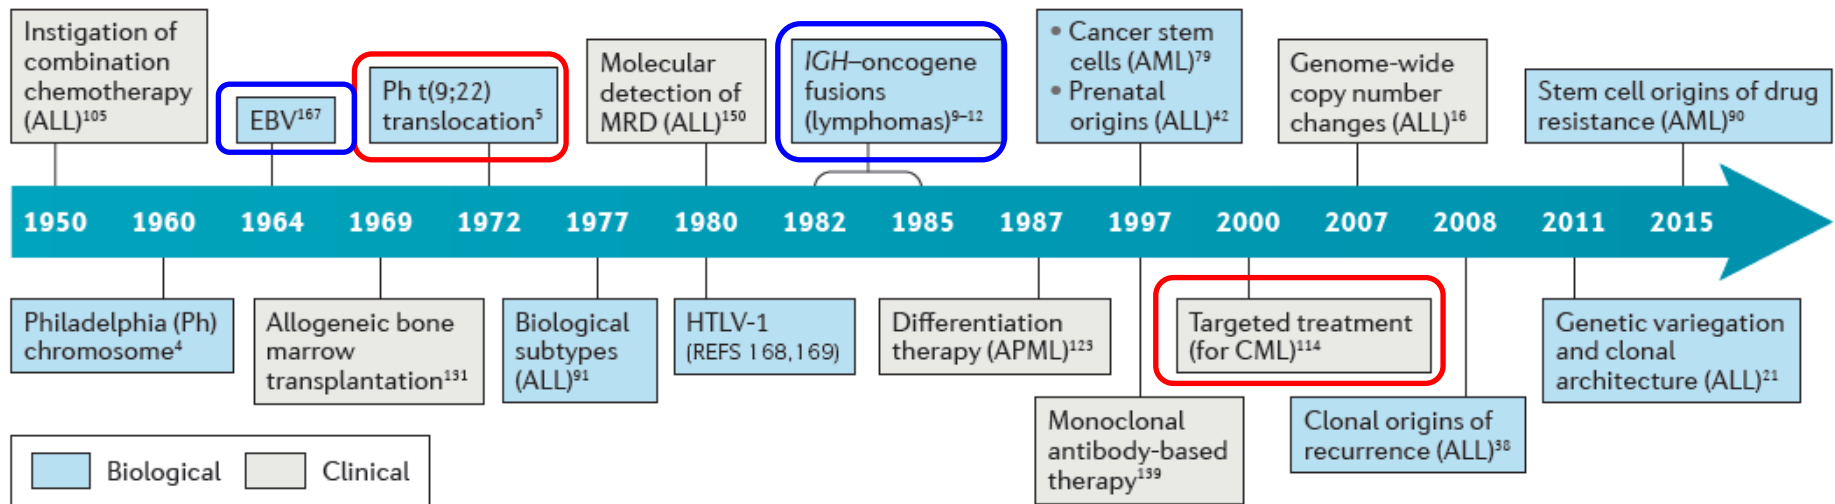 Instigation of
combination
chemotherapy
(ALL)¹⁰⁵
EBV¹⁶⁷
Ph t(9;22)
translocation⁵
Molecular
detection of
MRD (ALL)¹⁵⁰
IGH–oncogene
fusions
(lymphomas)⁹⁻¹²
• Cancer stem
cells (AML)⁷⁹
• Prenatal
origins (ALL)⁴²
Genome-wide
copy number
changes (ALL)¹⁶
Stem cell origins of drug
resistance (AML)⁹⁰
1950 1960 1964 1969 1972 1977 1980 1982 1985 1987 1997 2000 2007 2008 2011 2015
Philadelphia (Ph)
chromosome⁴
Allogeneic bone
marrow
transplantation¹³¹
Biological
subtypes
(ALL)⁹¹
HTLV-1
(REFS 168,169)
Differentiation
therapy (APML)¹²³
Monoclonal
antibody-based
therapy¹³⁹
Targeted treatment
(for CML)¹¹⁴
Clonal origins of
recurrence (ALL)³⁸
Genetic variegation
and clonal
architecture (ALL)²¹
Biological
Clinical